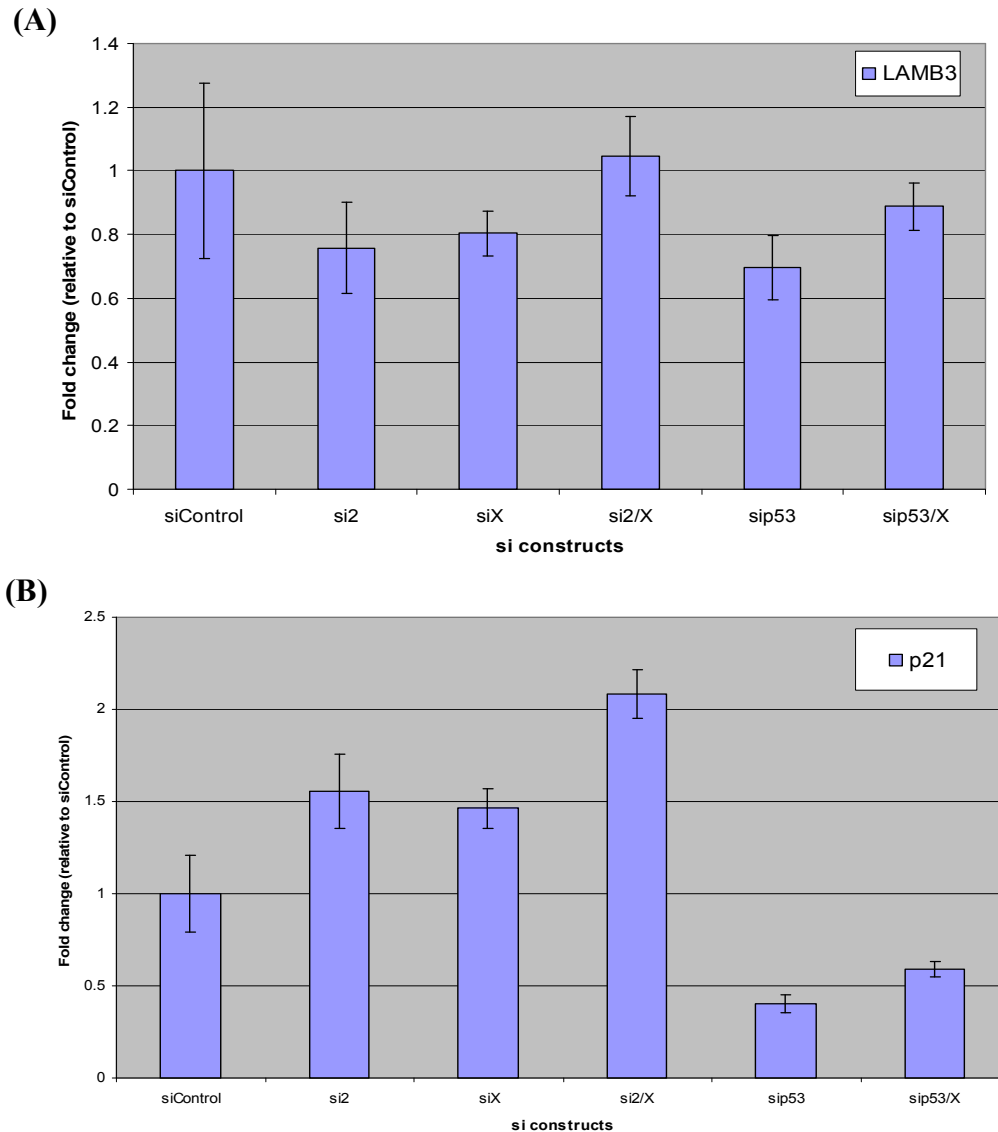 (A)
LAMB3
Fold change (relative to siControl)
1.4
1.2
1
0.8
0.6
0.4
0.2
0
siControl si2 siX si2/X sip53 sip53/X
si constructs
(B)
p21
Fold change (relative to siControl)
2.5
2
1.5
1
0.5
0
siControl si2 siX si2/X sip53 sip53/X
si constructs